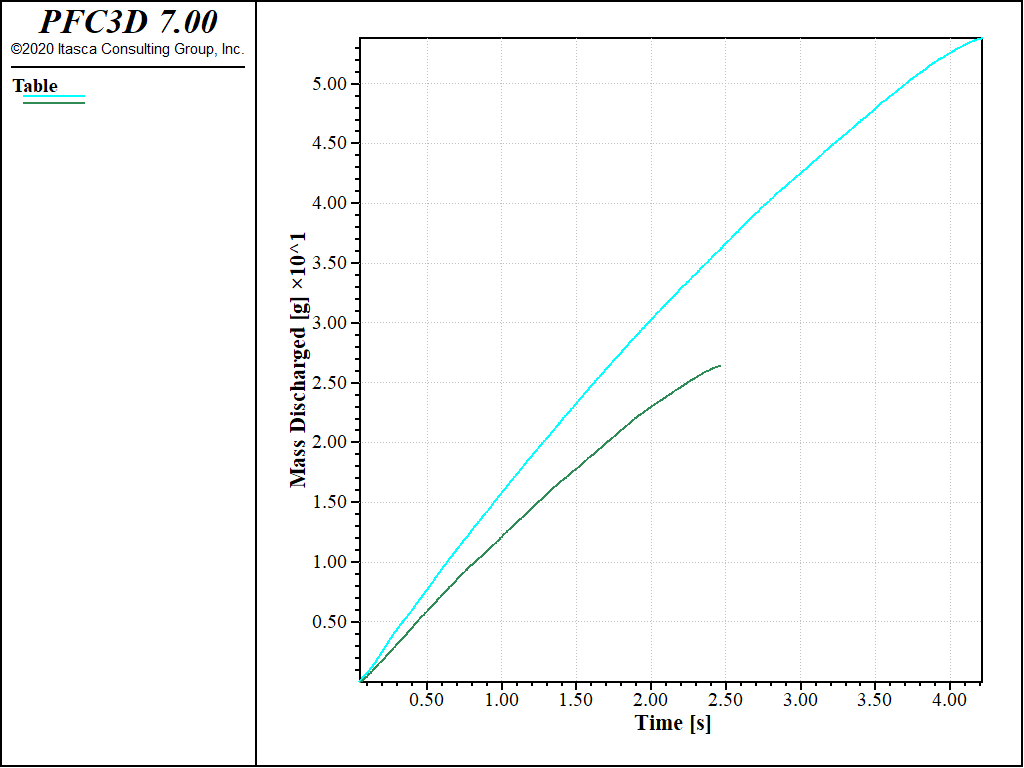 PFC3D 7.00
©2020 Itasca Consulting Group, Inc.
Table
Mass Discharged [g] ×10^1
5.00
4.50
4.00
3.50
3.00
2.50
2.00
1.50
1.00
0.50
0.50 1.00 1.50 2.00 2.50 3.00 3.50 4.00
Time [s]